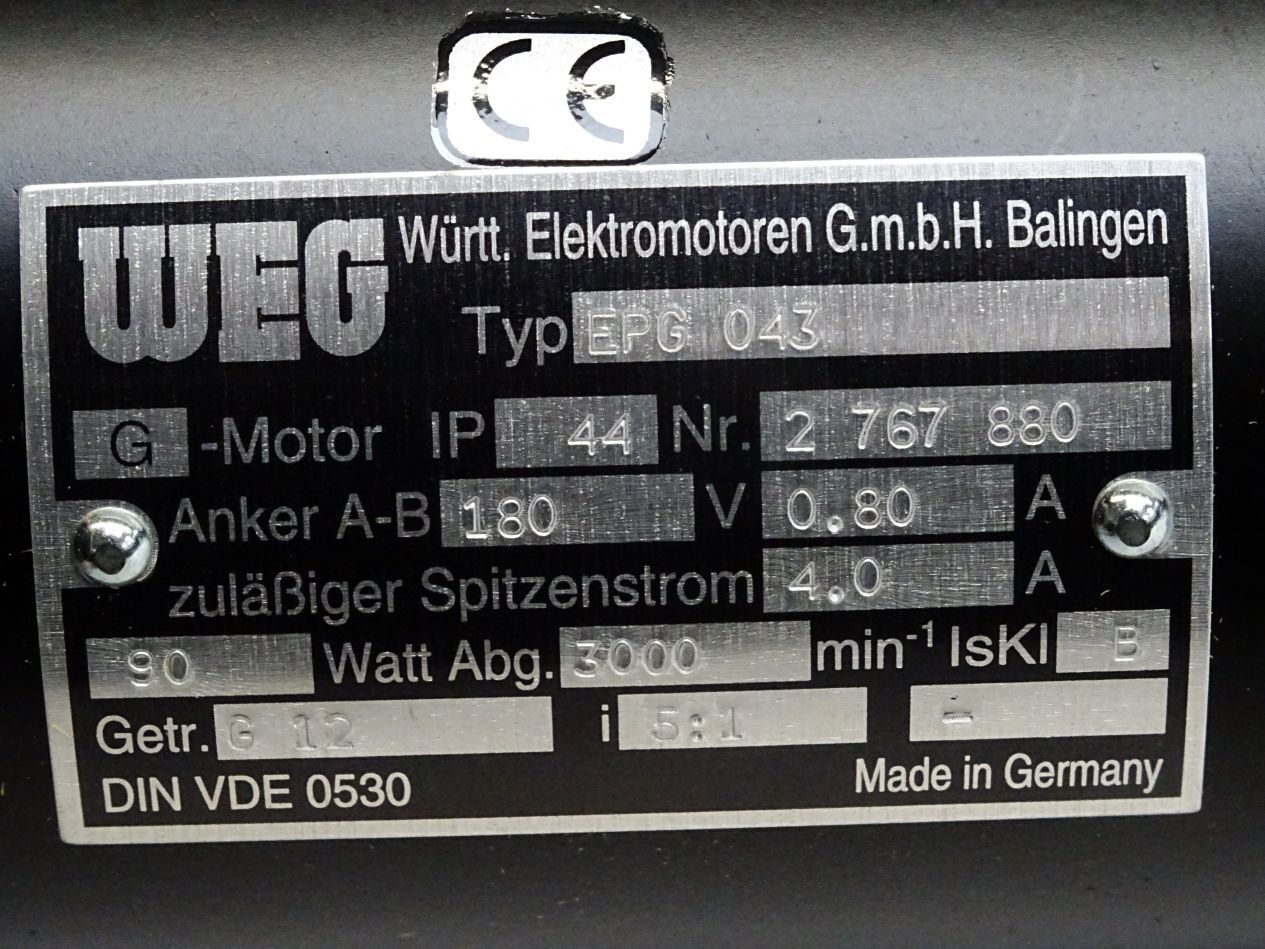 CE
WEG Württ. Elektromotoren G.m.b.H. Balingen
Typ EPG 043
G -Motor IP 44 Nr. 2 767 880
Anker A-B 180 V 0.80 A
zuläßiger Spitzenstrom 4.0 A
90 Watt Abg. 3000 min⁻¹ IsKl B
Getr. G 12 i 5:1 -
DIN VDE 0530 Made in Germany